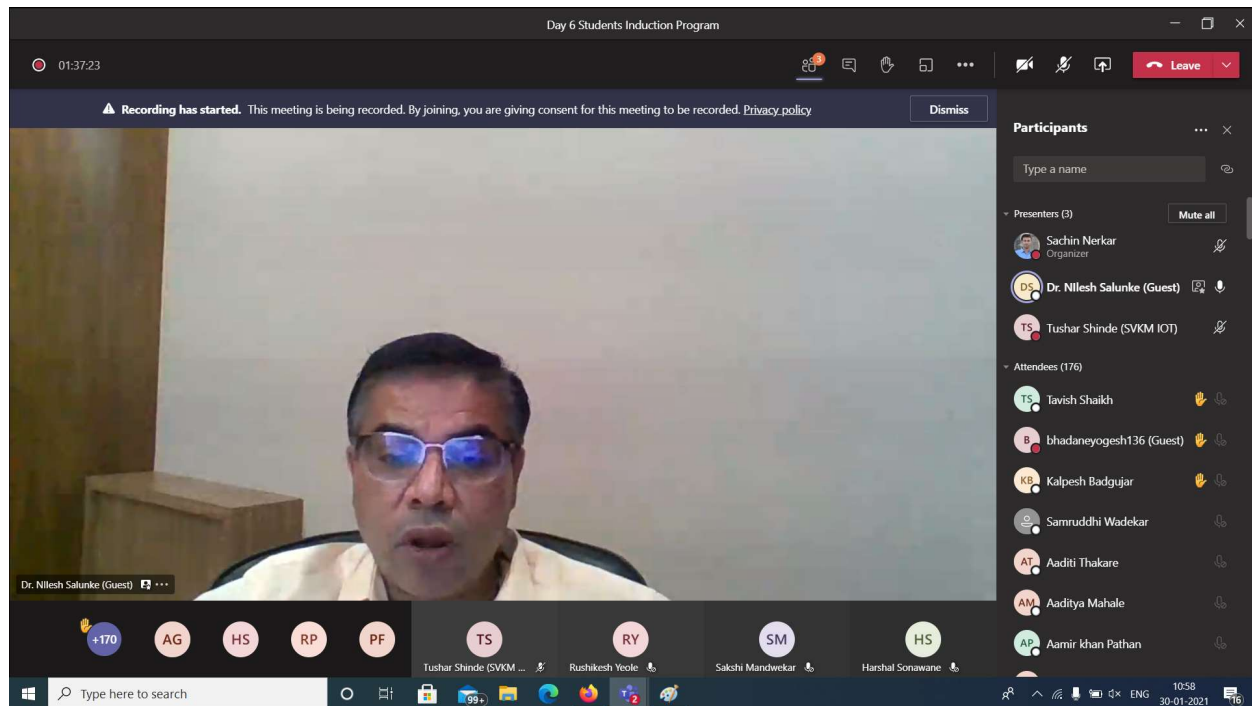 Day 6 Students Induction Program
01:37:23
3
Leave
Recording has started. This meeting is being recorded. By joining, you are giving consent for this meeting to be recorded. Privacy policy
Dismiss
Dr. NIlesh Salunke (Guest)
+170
AG
HS
RP
PF
TS
Tushar Shinde (SVKM ...
RY
Rushikesh Yeole
SM
Sakshi Mandwekar
HS
Harshal Sonawane
Participants
Type a name
Presenters (3)
Mute all
Sachin Nerkar
Organizer
DS
Dr. NIlesh Salunke (Guest)
TS
Tushar Shinde (SVKM IOT)
Attendees (176)
TS
Tavish Shaikh
B
bhadaneyogesh136 (Guest)
KB
Kalpesh Badgujar
Samruddhi Wadekar
AT
Aaditi Thakare
AM
Aaditya Mahale
AP
Aamir khan Pathan
Type here to search
99+
2
ENG
10:58
30-01-2021
16